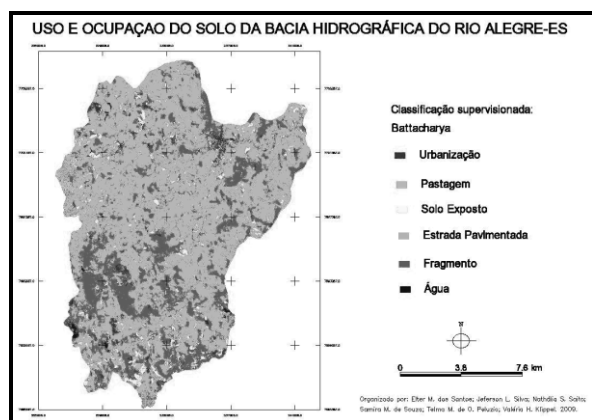 USO E OCUPAÇAO DO SOLO DA BACIA HIDROGRÁFICA DO RIO ALEGRE-ES
Classificação supervisionada:
Battacharya
Urbanização
Pastagem
Solo Exposto
Estrada Pavimentada
Fragmento
Água
N
0 3.8 7.6 km
Organizado por: Elter M. dos Santos; Jeferson L. Silva; Nathália S. Saito;
Samira M. de Souza; Telma M. de O. Peluzio; Valéria H. Klippel. 2009.